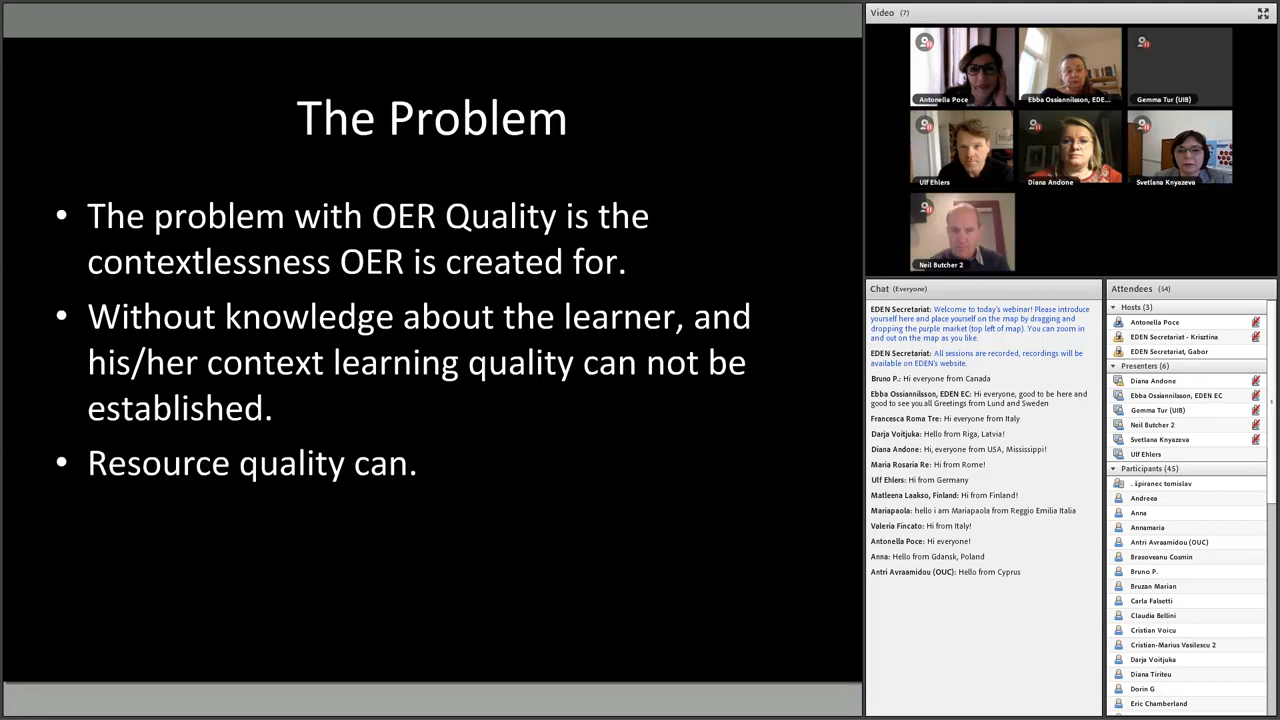 The Problem
• The problem with OER Quality is the
contextlessness OER is created for.
• Without knowledge about the learner, and
his/her context learning quality can not be
established.
• Resource quality can.
Video (7)
Antonella Poce
Ebba Ossiannilsson, EDE...
Gemma Tur (UIB)
Ulf Ehlers
Diana Andone
Svetlana Knyazeva
Neil Butcher 2
Chat (Everyone)
EDEN Secretariat: Welcome to today's webinar! Please introduce
yourself here and place yourself on the map by dragging and
dropping the purple market (top left of map). You can zoom in
and out on the map as you like.
EDEN Secretariat: All sessions are recorded, recordings will be
available on EDEN's website.
Bruno P.: Hi everyone from Canada
Ebba Ossiannilsson, EDEN EC: Hi everyone, good to be here and
good to see you.all Greetings from Lund and Sweden
Francesca Roma Tre: Hi everyone from Italy
Darja Voitjuka: Hello from Riga, Latvia!
Diana Andone: Hi, everyone from USA, Mississippi!
Maria Rosaria Re: Hi from Rome!
Ulf Ehlers: Hi from Germany
Matleena Laakso, Finland: Hi from Finland!
Mariapaola: hello i am Mariapaola from Reggio Emilia Italia
Valeria Fincato: Hi from Italy!
Antonella Poce: Hi everyone!
Anna: Hello from Gdansk, Poland
Antri Avraamidou (OUC): Hello from Cyprus
Attendees (54)
Hosts (3)
Antonella Poce
EDEN Secretariat - Krisztina
EDEN Secretariat, Gabor
Presenters (6)
Diana Andone
Ebba Ossiannilsson, EDEN EC
Gemma Tur (UIB)
Neil Butcher 2
Svetlana Knyazeva
Ulf Ehlers
Participants (45)
. špiranec tomislav
Andreea
Anna
Annamaria
Antri Avraamidou (OUC)
Brasoveanu Cosmin
Bruno P.
Bruzan Marian
Carla Falsetti
Claudia Bellini
Cristian Voicu
Cristian-Marius Vasilescu 2
Darja Voitjuka
Diana Tiriteu
Dorin G
Eric Chamberland